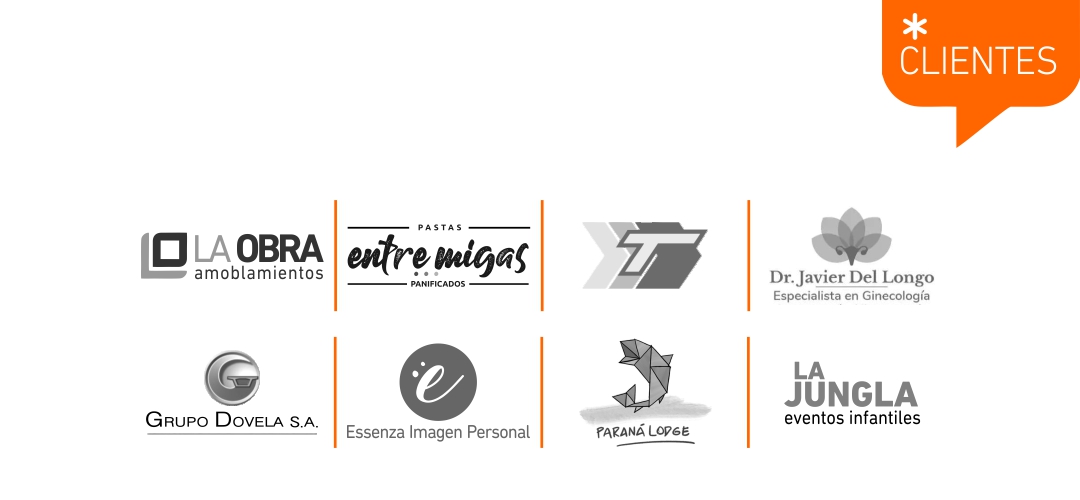 * CLIENTES
LA OBRA
amoblamientos
PASTAS
entre migas
PANIFICADOS
T
Dr. Javier Del Longo
Especialista en Ginecología
G
GRUPO DOVELA S.A.
e
Essenza Imagen Personal
PARANÁ LODGE
LA
JUNGLA
eventos infantiles